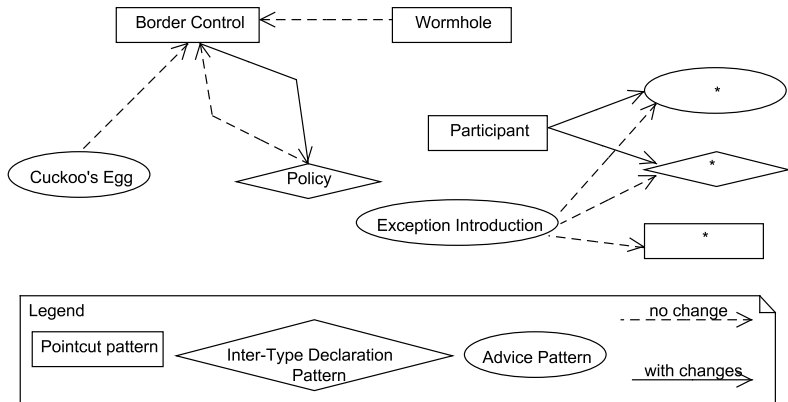 Border Control
Wormhole
*
Participant
*
Cuckoo's Egg
Policy
Exception Introduction
*
Legend
no change
Pointcut pattern
Inter-Type Declaration
Pattern
Advice Pattern
with changes